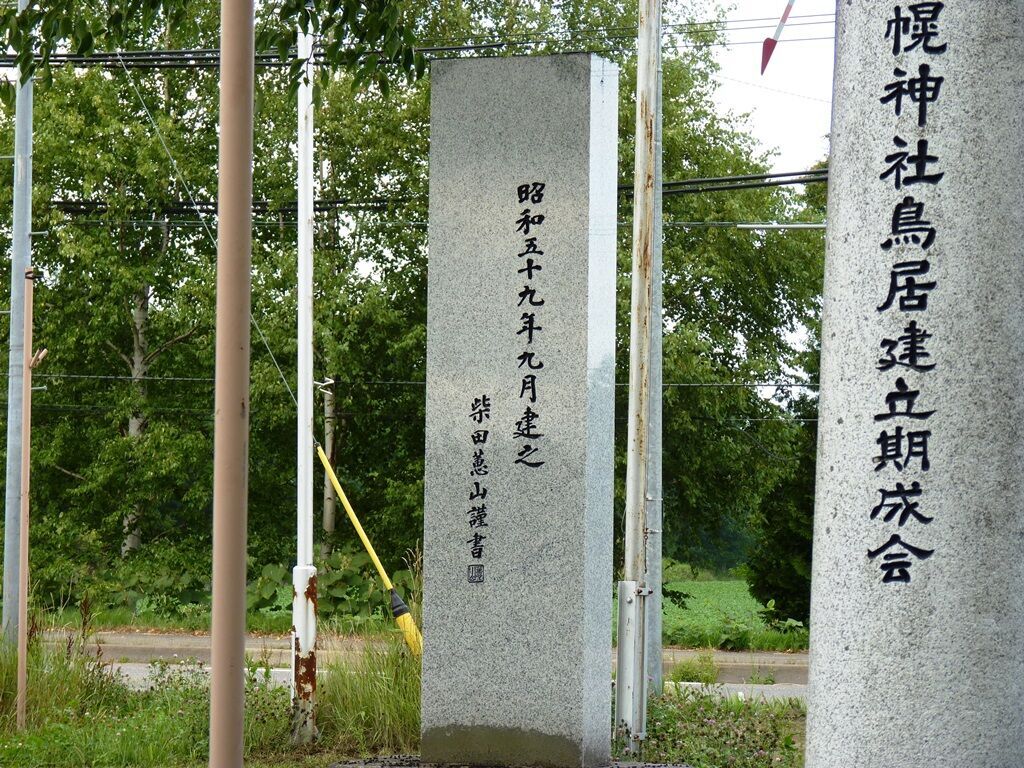 幌神社鳥居建立期成会
昭和五十九年九月建之
柴田蕙山謹書